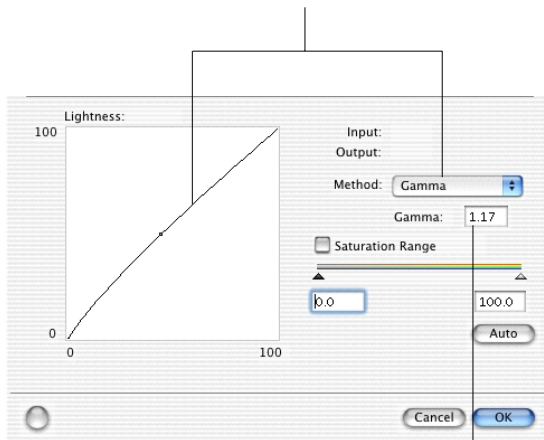 Lightness:
100
0
0
100
Input:
Output:
Method: Gamma
Gamma: 1.17
Saturation Range
0.0
100.0
Auto
Cancel
OK